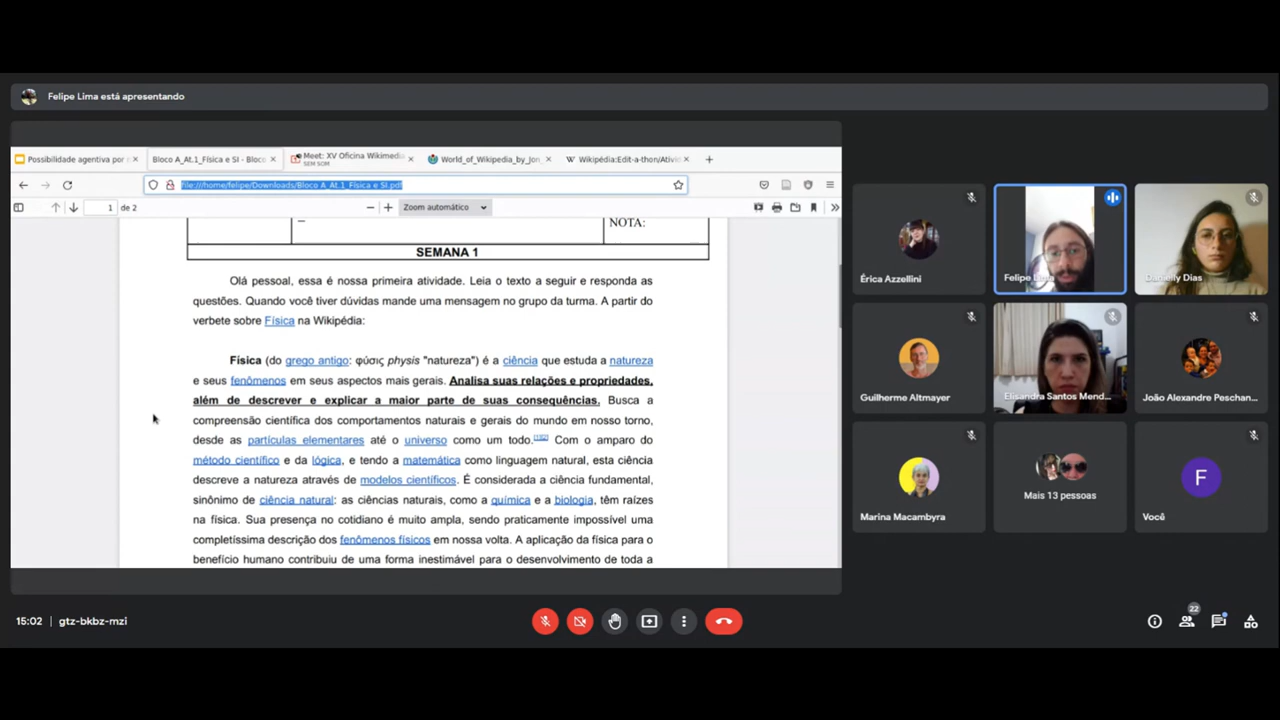 Felipe Lima está apresentando
Possibilidade agentiva por
Bloco A_At.1_Física e SI - Bloco
Meet: XV Oficina Wikimedia
SEM SOM
World_of_Wikipedia_by_Jon_
Wikipédia:Edit-a-thon/Ativi
file:///home/felipe/Downloads/Bloco A_At.1_Física e SI.pdf
1 de 2
Zoom automático
NOTA:
SEMANA 1
Olá pessoal, essa é nossa primeira atividade. Leia o texto a seguir e responda as
questões. Quando você tiver dúvidas mande uma mensagem no grupo da turma. A partir do
verbete sobre Física na Wikipédia:
Física (do grego antigo: φύσις physis "natureza") é a ciência que estuda a natureza
e seus fenômenos em seus aspectos mais gerais. Analisa suas relações e propriedades,
além de descrever e explicar a maior parte de suas consequências. Busca a
compreensão científica dos comportamentos naturais e gerais do mundo em nosso torno,
desde as partículas elementares até o universo como um todo.[1][2] Com o amparo do
método científico e da lógica, e tendo a matemática como linguagem natural, esta ciência
descreve a natureza através de modelos científicos. É considerada a ciência fundamental,
sinônimo de ciência natural: as ciências naturais, como a química e a biologia, têm raízes
na física. Sua presença no cotidiano é muito ampla, sendo praticamente impossível uma
completíssima descrição dos fenômenos físicos em nossa volta. A aplicação da física para o
benefício humano contribuiu de uma forma inestimável para o desenvolvimento de toda a
Érica Azzellini
Felipe Lima
Danielly Dias
Guilherme Altmayer
Elisandra Santos Mend...
João Alexandre Peschan...
Marina Macambyra
Mais 13 pessoas
F
Você
15:02 | gtz-bkbz-mzi
22